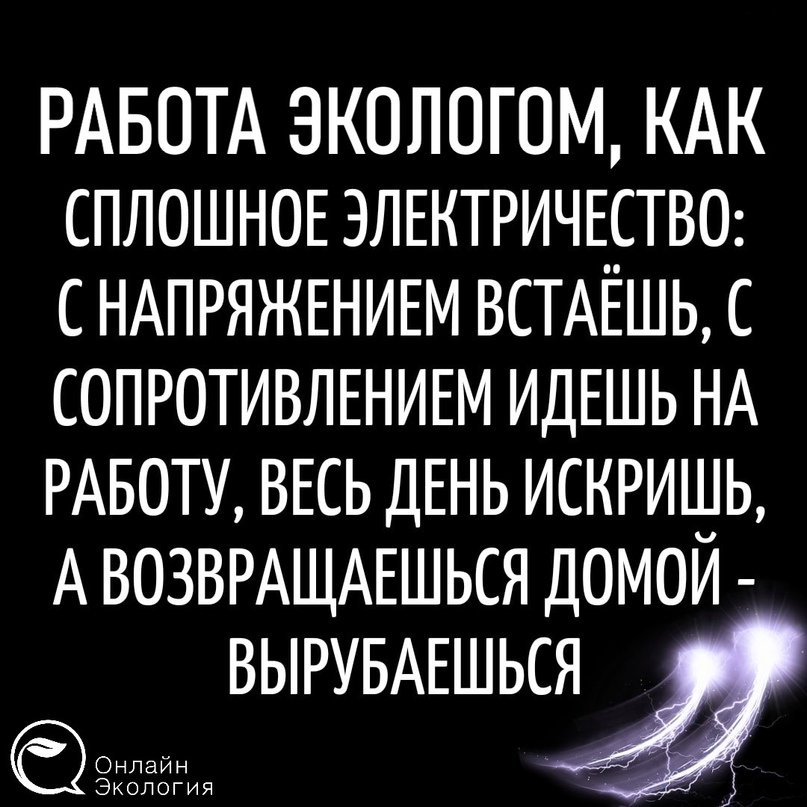 РАБОТА ЭКОЛОГОМ, КАК
СПЛОШНОЕ ЭЛЕКТРИЧЕСТВО:
С НАПРЯЖЕНИЕМ ВСТАЁШЬ, С
СОПРОТИВЛЕНИЕМ ИДЕШЬ НА
РАБОТУ, ВЕСЬ ДЕНЬ ИСКРИШЬ,
А ВОЗВРАЩАЕШЬСЯ ДОМОЙ -
ВЫРУБАЕШЬСЯ
Онлайн
Экология